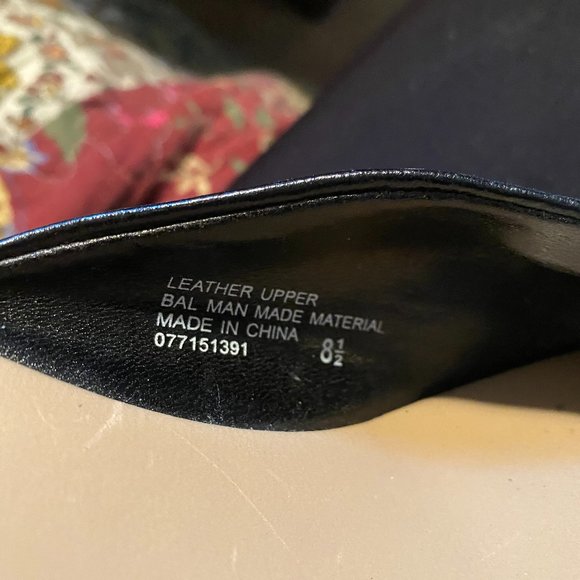 LEATHER UPPER
BAL MAN MADE MATERIAL
MADE IN CHINA
077151391 8½